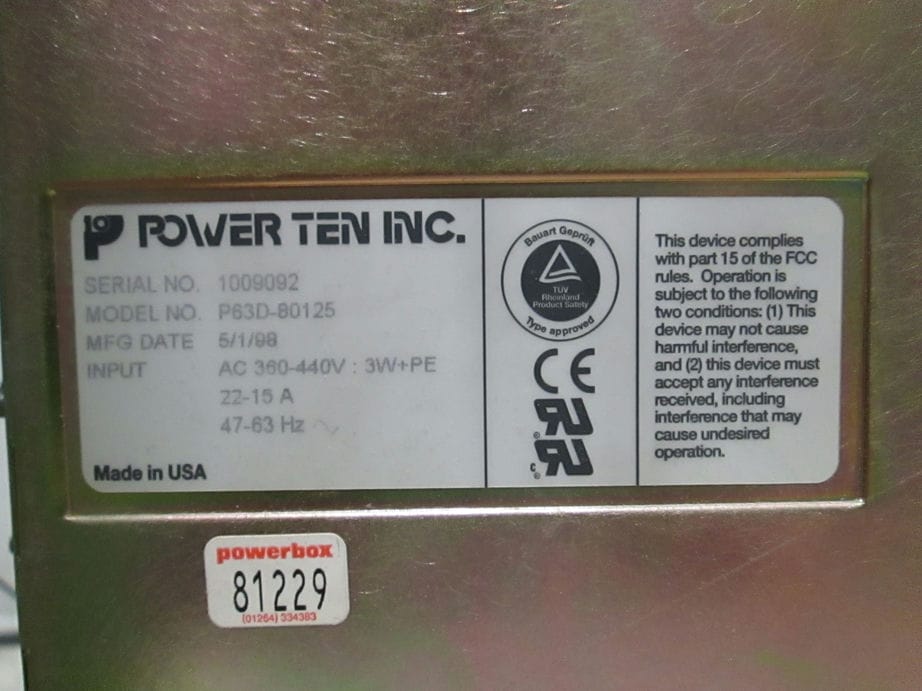 POWER TEN INC.
SERIAL NO. 1009092
MODEL NO. P63D-80125
MFG DATE 5/1/98
INPUT AC 360-440V : 3W+PE
22-15 A
47-63 Hz ~
Made in USA
Bauart Geprüft
TÜV
Rheinland
Product Safety
Type approved
CE
This device complies
with part 15 of the FCC
rules. Operation is
subject to the following
two conditions: (1) This
device may not cause
harmful interference,
and (2) this device must
accept any interference
received, including
interference that may
cause undesired
operation.
powerbox
81229
(01264) 334383